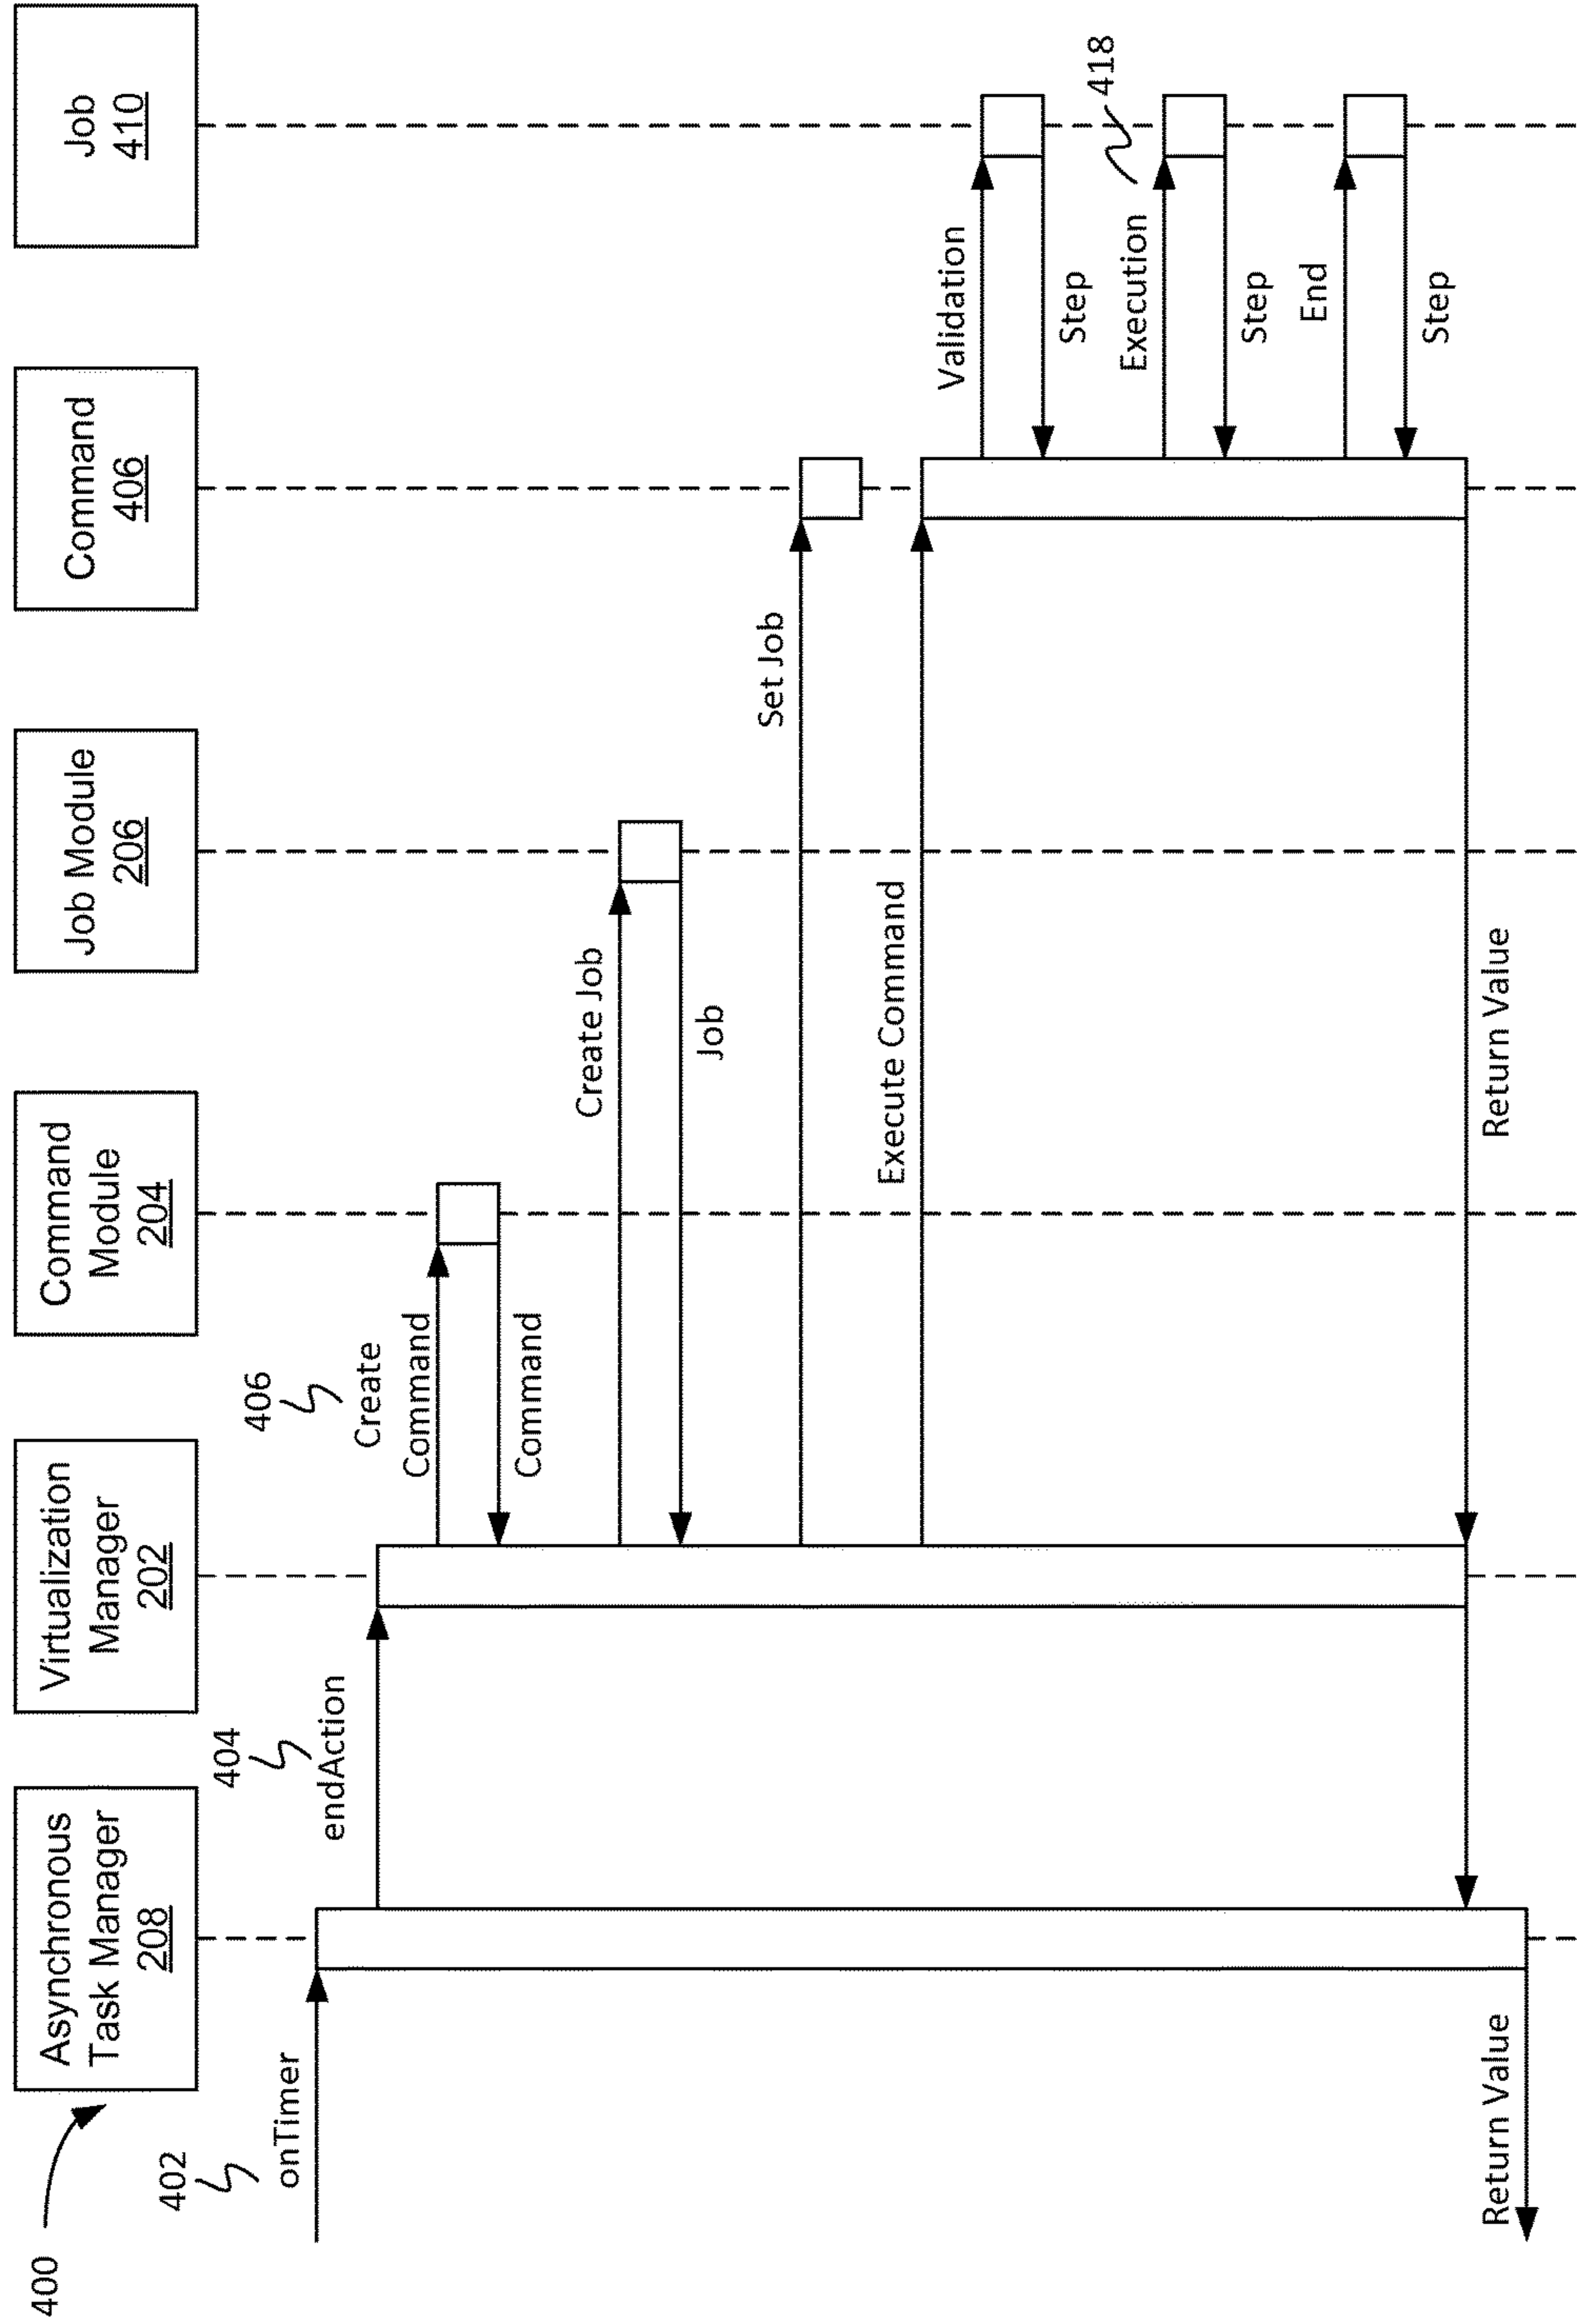 400
Asynchronous
Task Manager
208
Virtualization
Manager
202
Command
Module
204
Job Module
206
Command
406
Job
410
402
onTimer
404
endAction
406
Create
Command
Command
Create Job
Job
Set Job
Execute Command
Validation
Step
418
Execution
Step
End
Step
Return Value
Return Value